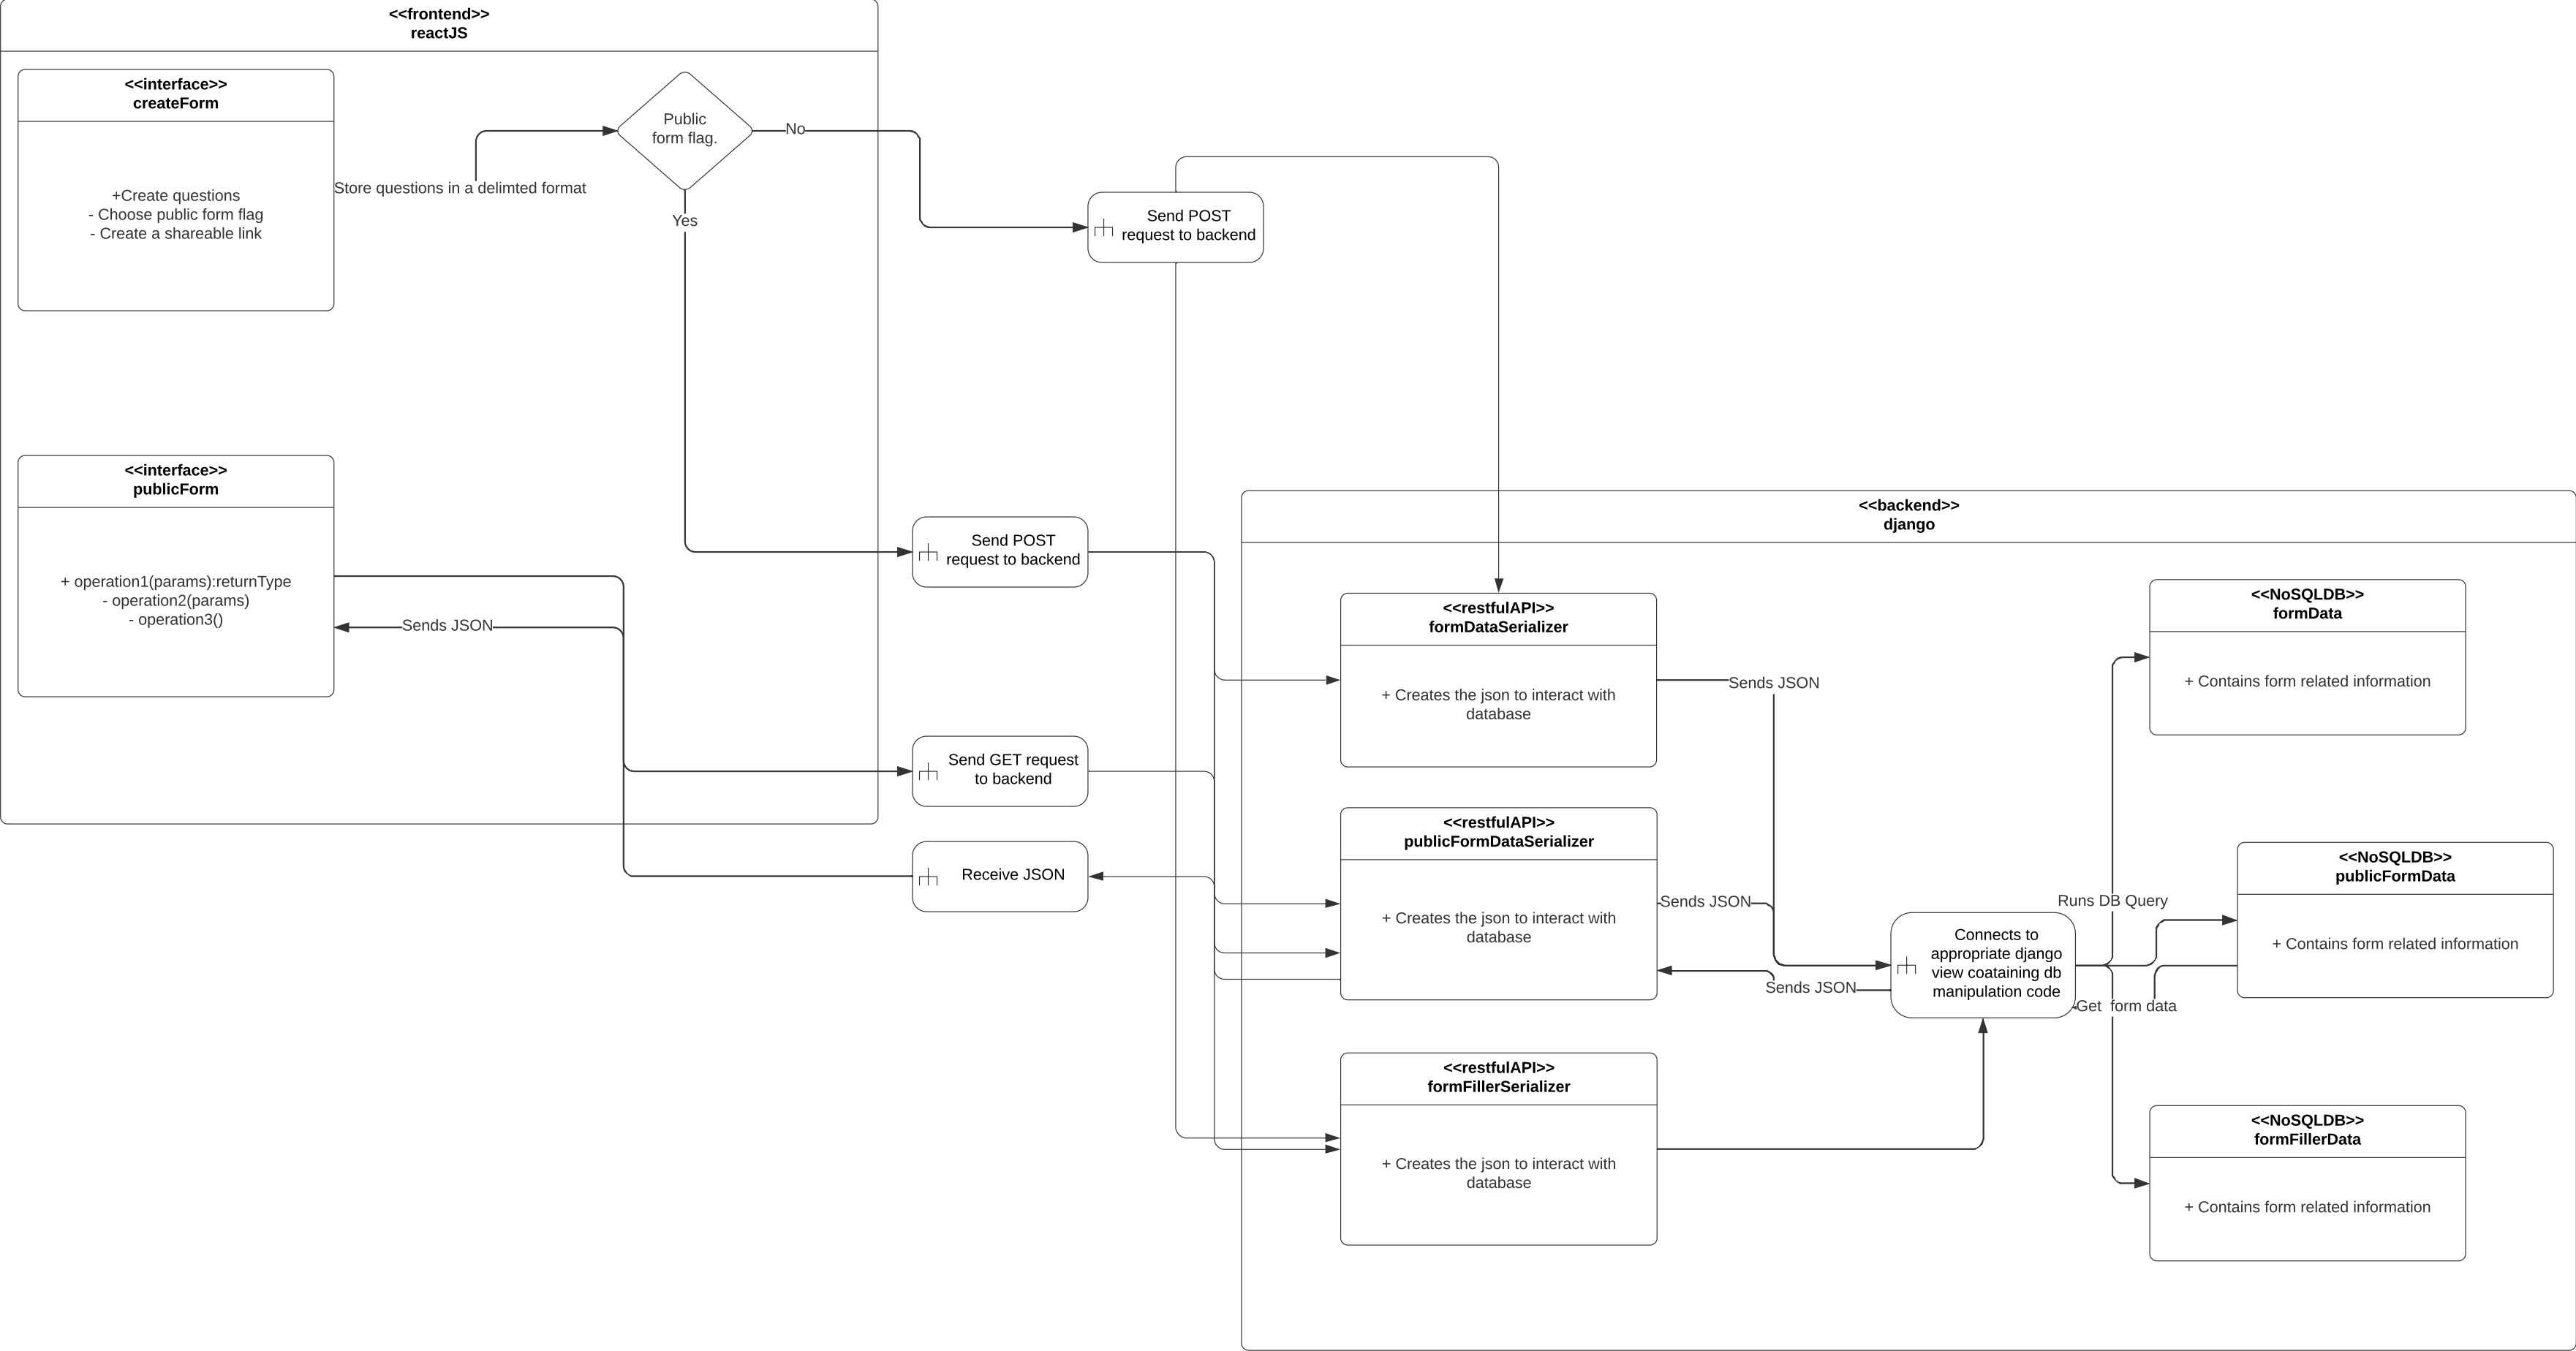 <<frontend>>
reactJS
<<interface>>
createForm
+Create questions
- Choose public form flag
- Create a shareable link
Store questions in a delimted format
Public
form flag.
No
Yes
Send POST
request to backend
<<interface>>
publicForm
+ operation1(params):returnType
- operation2(params)
- operation3()
Sends JSON
Send POST
request to backend
Send GET request
to backend
Receive JSON
<<backend>>
django
<<restfulAPI>>
formDataSerializer
+ Creates the json to interact with
database
Sends JSON
<<restfulAPI>>
publicFormDataSerializer
+ Creates the json to interact with
database
Sends JSON
Sends JSON
<<restfulAPI>>
formFillerSerializer
+ Creates the json to interact with
database
Connects to
appropriate django
view coataining db
manipulation code
Runs DB Query
Get  form data
<<NoSQLDB>>
formData
+ Contains form related information
<<NoSQLDB>>
publicFormData
+ Contains form related information
<<NoSQLDB>>
formFillerData
+ Contains form related information